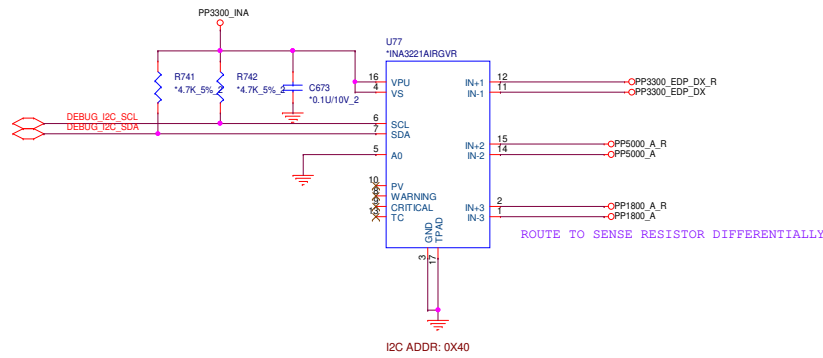 PP3300_INA
U77
*INA3221AIRGVR
R741
*4.7K_5%_2
R742
*4.7K_5%_2
C673
*0.1U/10V_2
16
4
VPU
VS
IN+1
IN-1
12
11
PP3300_EDP_DX_R
PP3300_EDP_DX
DEBUG_I2C_SCL
DEBUG_I2C_SDA
6
7
SCL
SDA
5
A0
IN+2
IN-2
15
14
PP5000_A_R
PP5000_A
10
8
9
13
PV
WARNING
CRITICAL
TC
IN+3
IN-3
2
1
PP1800_A_R
PP1800_A
GND
TPAD
3
17
ROUTE TO SENSE RESISTOR DIFFERENTIALLY
I2C ADDR: 0X40